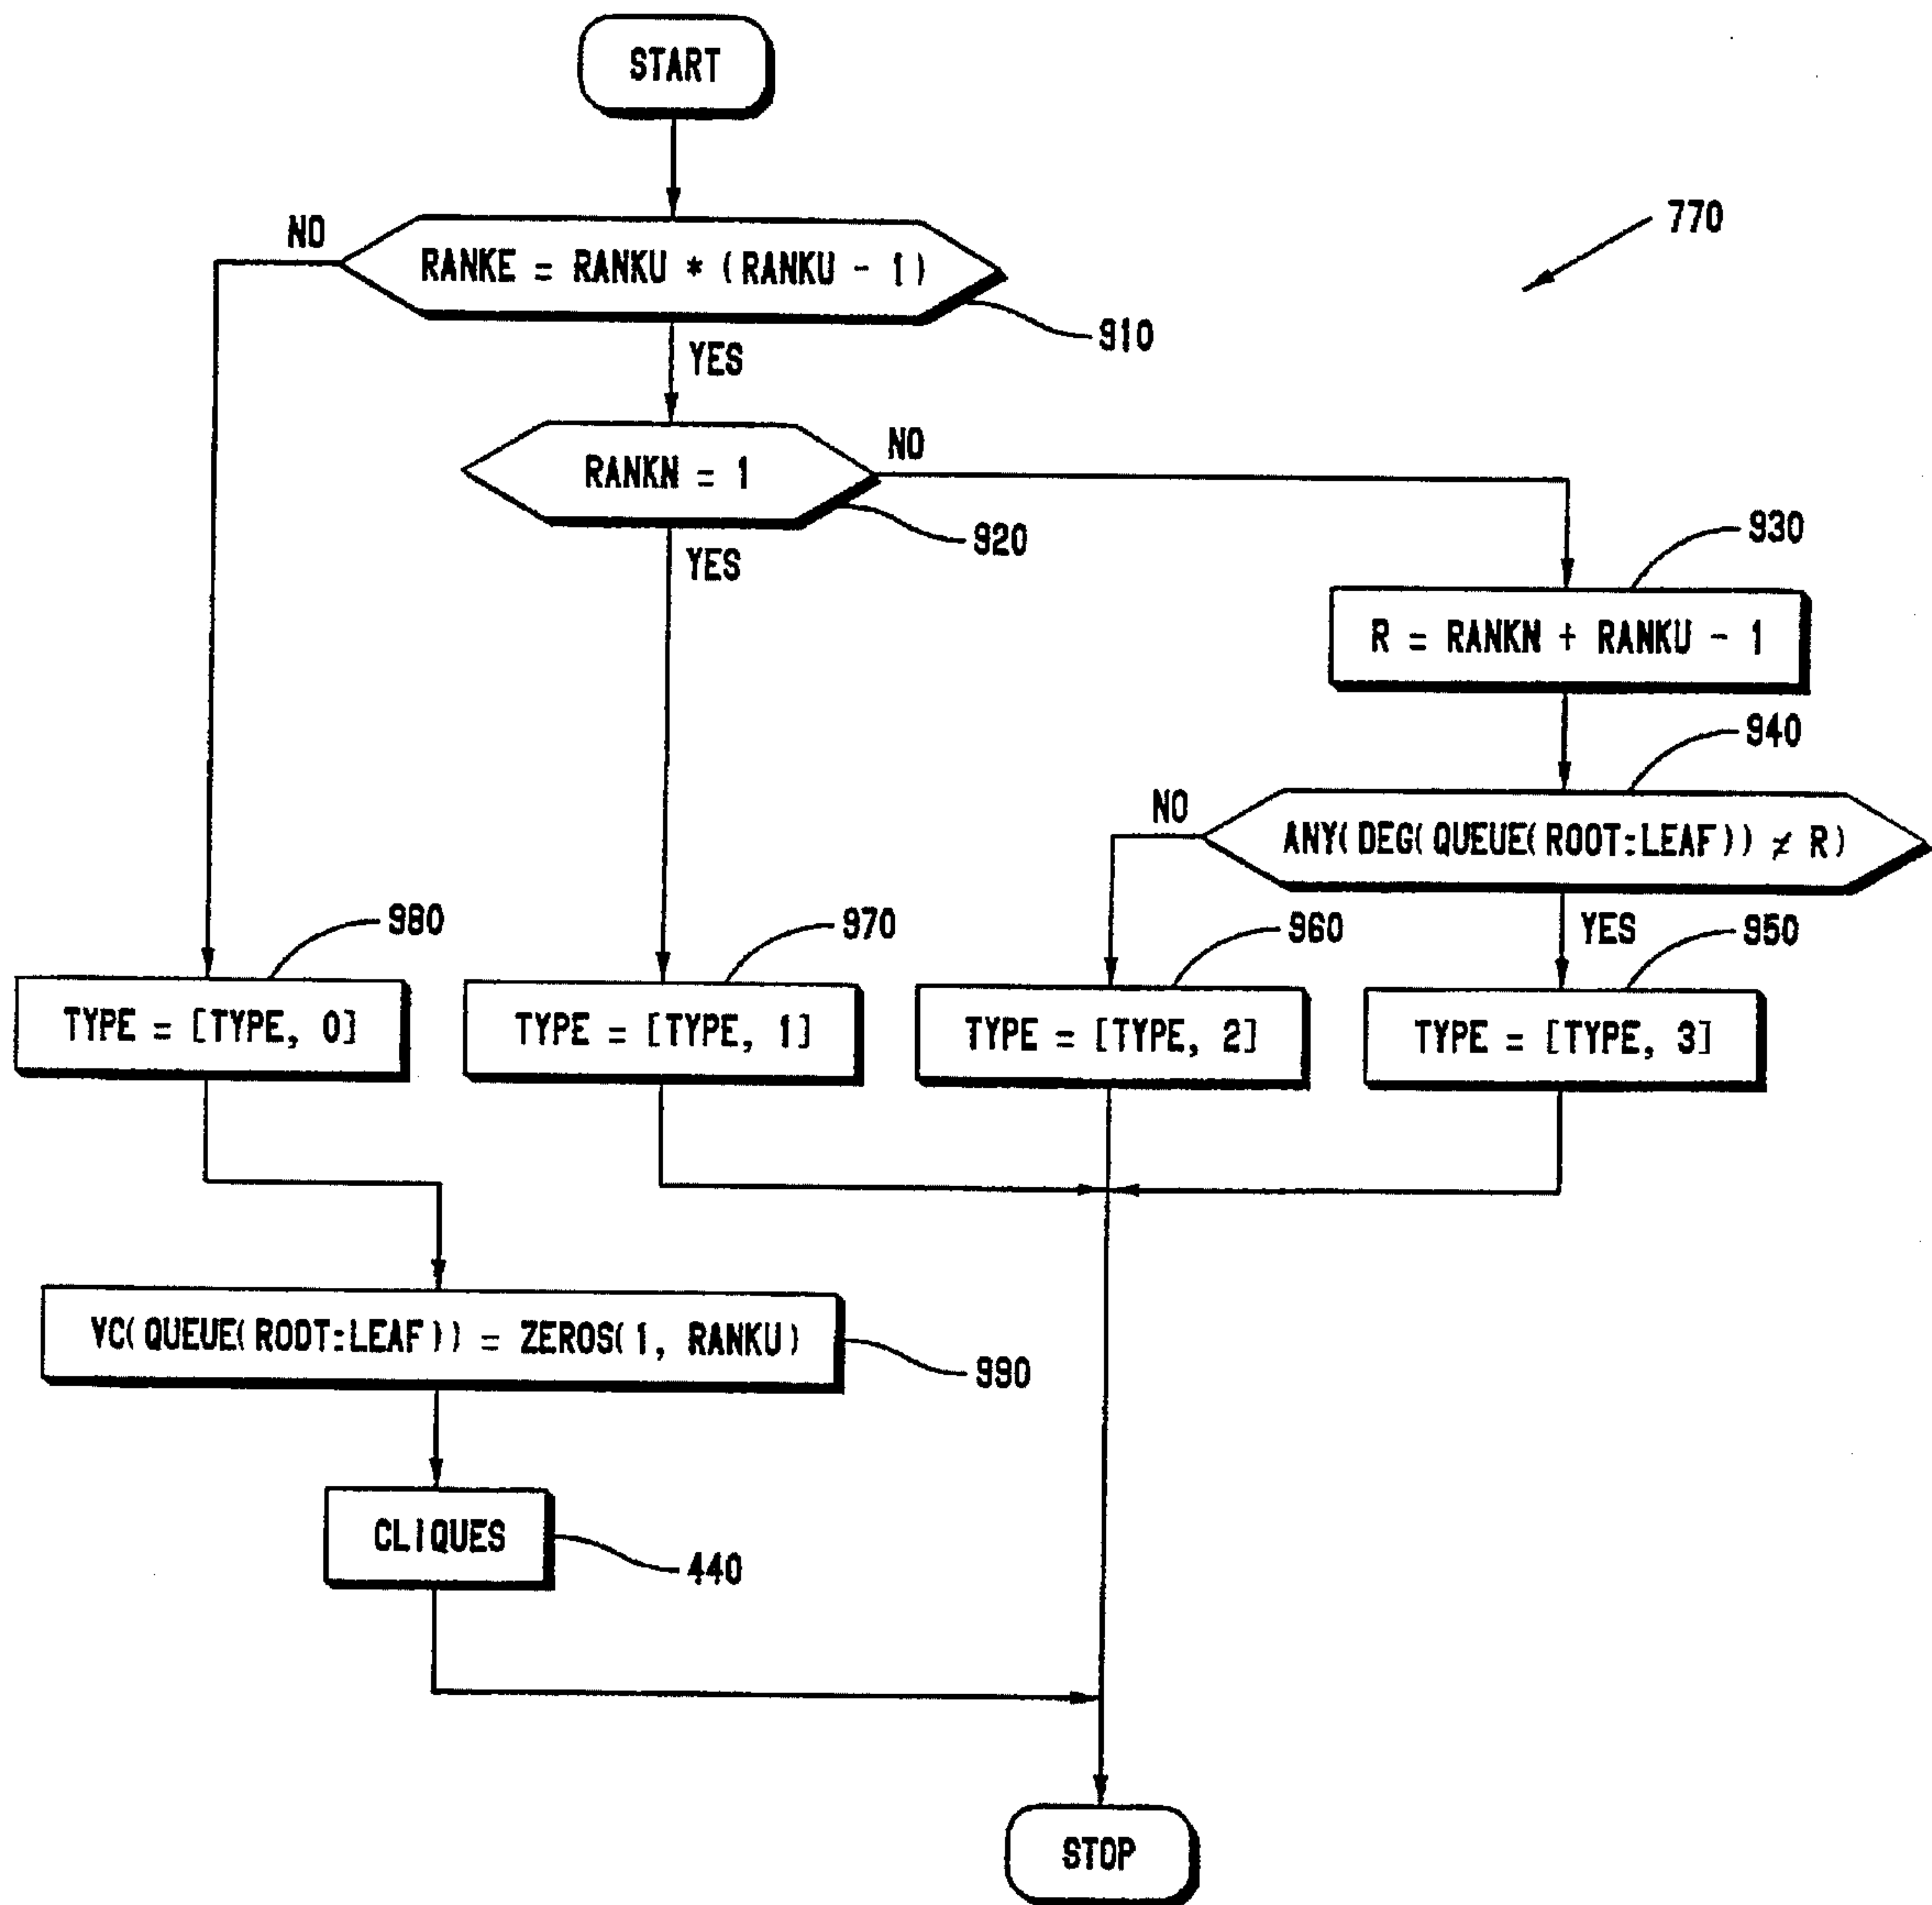 START
NO
RANKE = RANKU * (RANKU - 1)
770
910
YES
RANKN = 1
NO
920
YES
930
R = RANKN + RANKU - 1
940
NO
ANY(DEG(QUEUE(ROOT:LEAF)) ≠ R)
980
970
960
YES
950
TYPE = [TYPE, 0]
TYPE = [TYPE, 1]
TYPE = [TYPE, 2]
TYPE = [TYPE, 3]
VC(QUEUE(ROOT:LEAF)) = ZEROS(1, RANKU)
990
CLIQUES
440
STOP